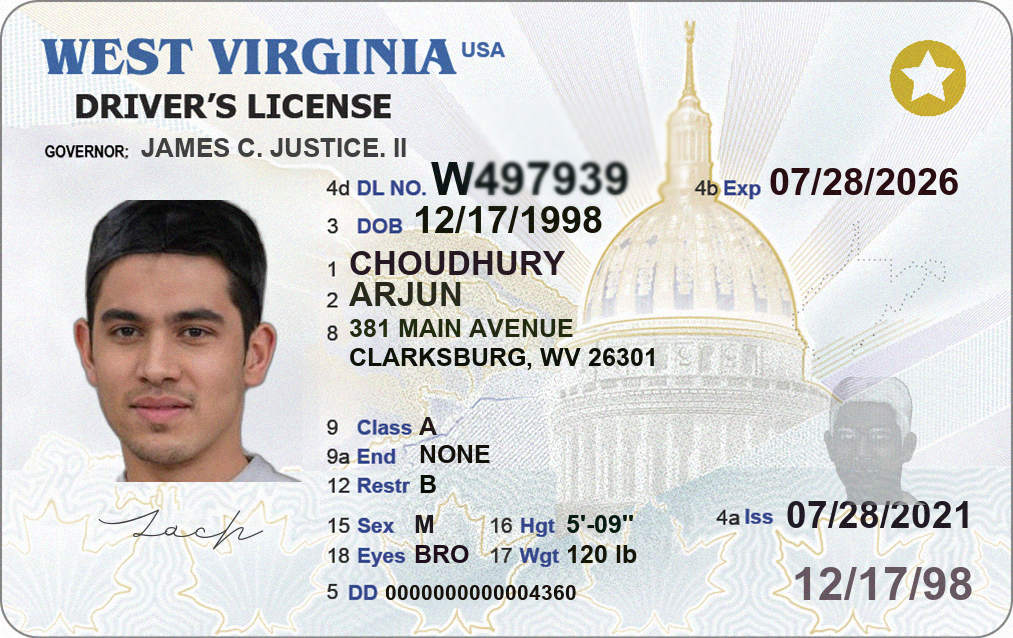 WEST VIRGINIA USA
DRIVER'S LICENSE
GOVERNOR; JAMES C. JUSTICE. II
4d DL NO. W497939 4b Exp 07/28/2026
3 DOB 12/17/1998
1 CHOUDHURY
2 ARJUN
8 381 MAIN AVENUE
CLARKSBURG, WV 26301
9 Class A
9a End NONE
12 Restr B
15 Sex M 16 Hgt 5'-09"
4a Iss 07/28/2021
18 Eyes BRO 17 Wgt 120 lb
Zach
5 DD 0000000000004360
12/17/98